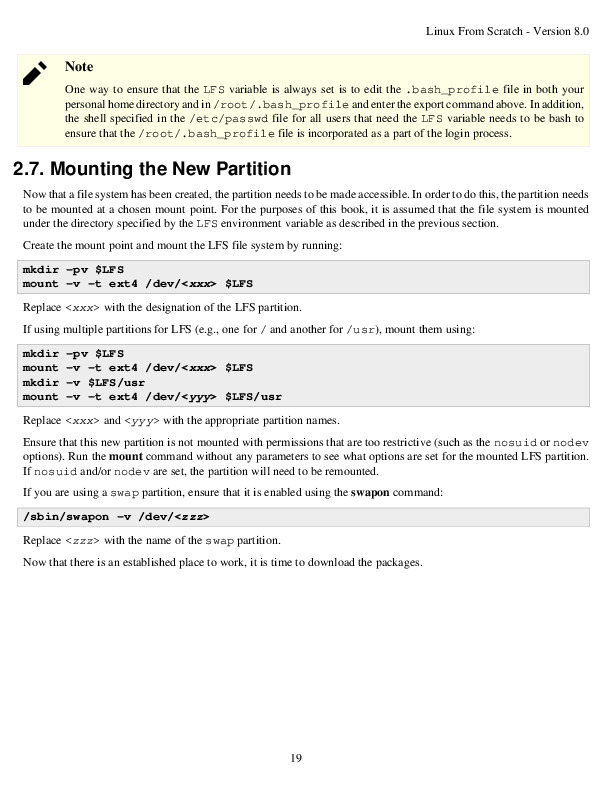 Linux From Scratch - Version 8.0
Note
One way to ensure that the LFS variable is always set is to edit the .bash_profile file in both your
personal home directory and in /root/.bash_profile and enter the export command above. In addition,
the shell specified in the /etc/passwd file for all users that need the LFS variable needs to be bash to
ensure that the /root/.bash_profile file is incorporated as a part of the login process.
2.7. Mounting the New Partition
Now that a file system has been created, the partition needs to be made accessible. In order to do this, the partition needs
to be mounted at a chosen mount point. For the purposes of this book, it is assumed that the file system is mounted
under the directory specified by the LFS environment variable as described in the previous section.
Create the mount point and mount the LFS file system by running:
mkdir -pv $LFS
mount -v -t ext4 /dev/<xxx> $LFS
Replace <xxx> with the designation of the LFS partition.
If using multiple partitions for LFS (e.g., one for / and another for /usr), mount them using:
mkdir -pv $LFS
mount -v -t ext4 /dev/<xxx> $LFS
mkdir -v $LFS/usr
mount -v -t ext4 /dev/<yyy> $LFS/usr
Replace <xxx> and <yyy> with the appropriate partition names.
Ensure that this new partition is not mounted with permissions that are too restrictive (such as the nosuid or nodev
options). Run the mount command without any parameters to see what options are set for the mounted LFS partition.
If nosuid and/or nodev are set, the partition will need to be remounted.
If you are using a swap partition, ensure that it is enabled using the swapon command:
/sbin/swapon -v /dev/<zzz>
Replace <zzz> with the name of the swap partition.
Now that there is an established place to work, it is time to download the packages.
19